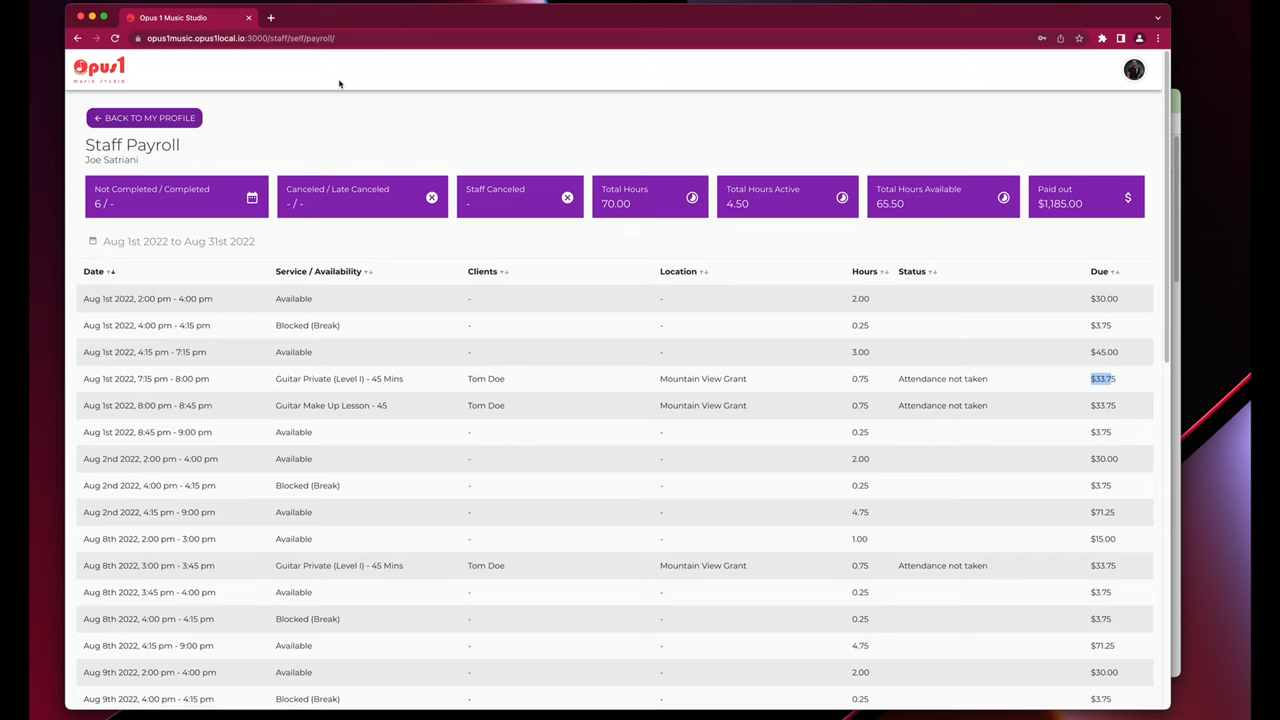 Opus 1 Music Studio
opus1music.opus1local.io:3000/staff/self/payroll/
Opus1
MUSIC STUDIO
BACK TO MY PROFILE
Staff Payroll
Joe Satriani
Not Completed / Completed
6 / -
Canceled / Late Canceled
- / -
Staff Canceled
-
Total Hours
70.00
Total Hours Active
4.50
Total Hours Available
65.50
Paid out
$1,185.00
$
Aug 1st 2022 to Aug 31st 2022
Date Service / Availability Clients Location Hours Status Due
Aug 1st 2022, 2:00 pm - 4:00 pm Available - - 2.00 $30.00
Aug 1st 2022, 4:00 pm - 4:15 pm Blocked (Break) - - 0.25 $3.75
Aug 1st 2022, 4:15 pm - 7:15 pm Available - - 3.00 $45.00
Aug 1st 2022, 7:15 pm - 8:00 pm Guitar Private (Level I) - 45 Mins Tom Doe Mountain View Grant 0.75 Attendance not taken $33.75
Aug 1st 2022, 8:00 pm - 8:45 pm Guitar Make Up Lesson - 45 Tom Doe Mountain View Grant 0.75 Attendance not taken $33.75
Aug 1st 2022, 8:45 pm - 9:00 pm Available - - 0.25 $3.75
Aug 2nd 2022, 2:00 pm - 4:00 pm Available - - 2.00 $30.00
Aug 2nd 2022, 4:00 pm - 4:15 pm Blocked (Break) - - 0.25 $3.75
Aug 2nd 2022, 4:15 pm - 9:00 pm Available - - 4.75 $71.25
Aug 8th 2022, 2:00 pm - 3:00 pm Available - - 1.00 $15.00
Aug 8th 2022, 3:00 pm - 3:45 pm Guitar Private (Level I) - 45 Mins Tom Doe Mountain View Grant 0.75 Attendance not taken $33.75
Aug 8th 2022, 3:45 pm - 4:00 pm Available - - 0.25 $3.75
Aug 8th 2022, 4:00 pm - 4:15 pm Blocked (Break) - - 0.25 $3.75
Aug 8th 2022, 4:15 pm - 9:00 pm Available - - 4.75 $71.25
Aug 9th 2022, 2:00 pm - 4:00 pm Available - - 2.00 $30.00
Aug 9th 2022, 4:00 pm - 4:15 pm Blocked (Break) - - 0.25 $3.75